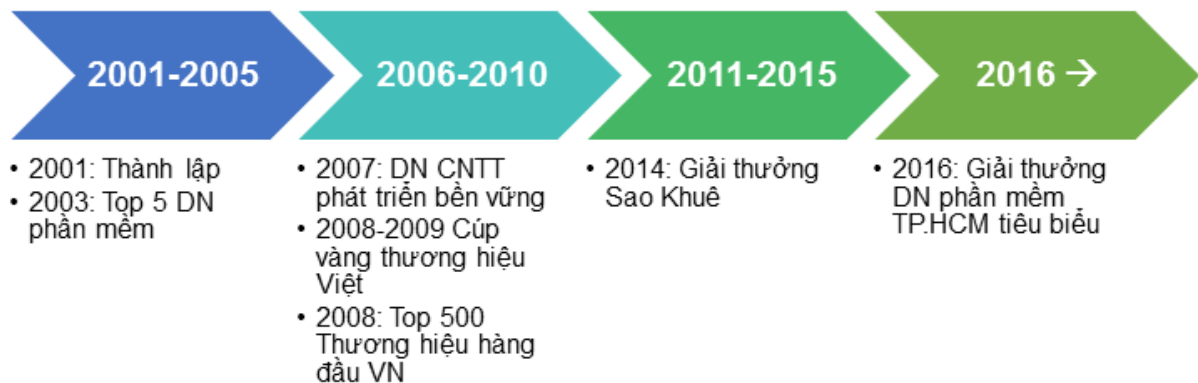 2001-2005
• 2001: Thành lập
• 2003: Top 5 DN
phần mềm
2006-2010
• 2007: DN CNTT
phát triển bền vững
• 2008-2009 Cúp
vàng thương hiệu
Việt
• 2008: Top 500
Thương hiệu hàng
đầu VN
2011-2015
• 2014: Giải thưởng
Sao Khuê
2016 →
• 2016: Giải thưởng
DN phần mềm
TP.HCM tiêu biểu